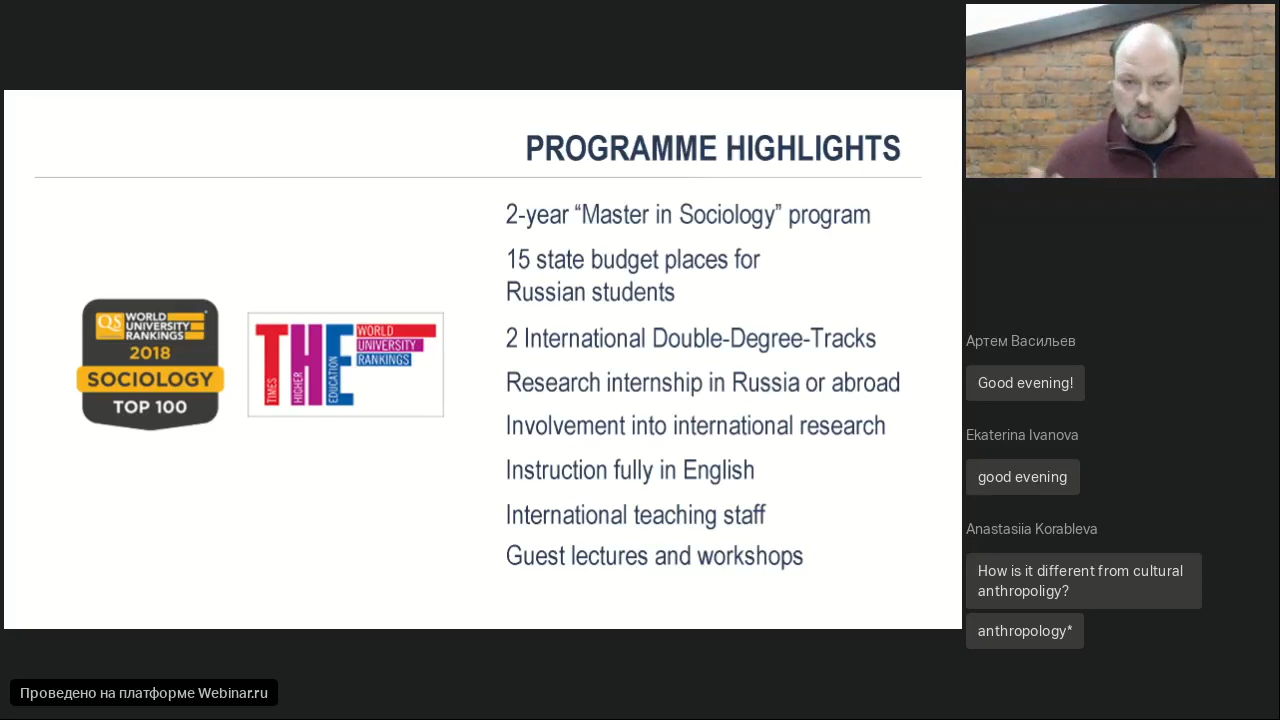 PROGRAMME HIGHLIGHTS
2-year “Master in Sociology” program
15 state budget places for
Russian students
2 International Double-Degree-Tracks
Research internship in Russia or abroad
Involvement into international research
Instruction fully in English
International teaching staff
Guest lectures and workshops
QS WORLD
UNIVERSITY
RANKINGS
2018
SOCIOLOGY
TOP 100
THE
TIMES
HIGHER
EDUCATION
WORLD
UNIVERSITY
RANKINGS
Артем Васильев
Good evening!
Ekaterina Ivanova
good evening
Anastasiia Korableva
How is it different from cultural
anthropoligy?
anthropology*
Проведено на платформе Webinar.ru